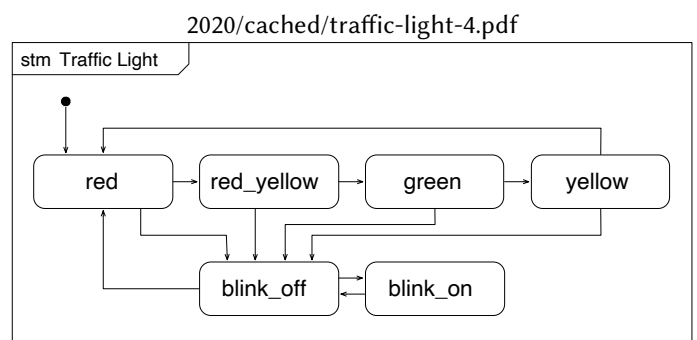 2020/cached/traffic-light-4.pdf
stm Traffic Light
red
red_yellow
green
yellow
blink_off
blink_on